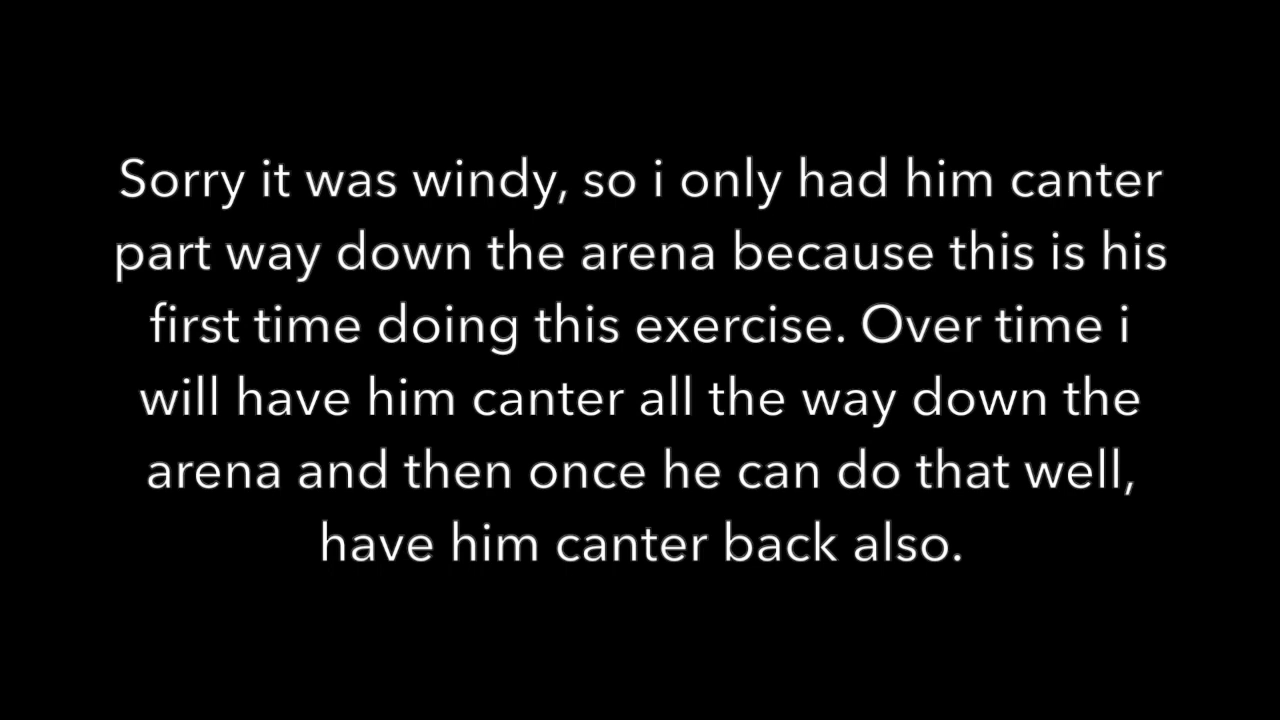 Sorry it was windy, so i only had him canter
part way down the arena because this is his
first time doing this exercise. Over time i
will have him canter all the way down the
arena and then once he can do that well,
have him canter back also.